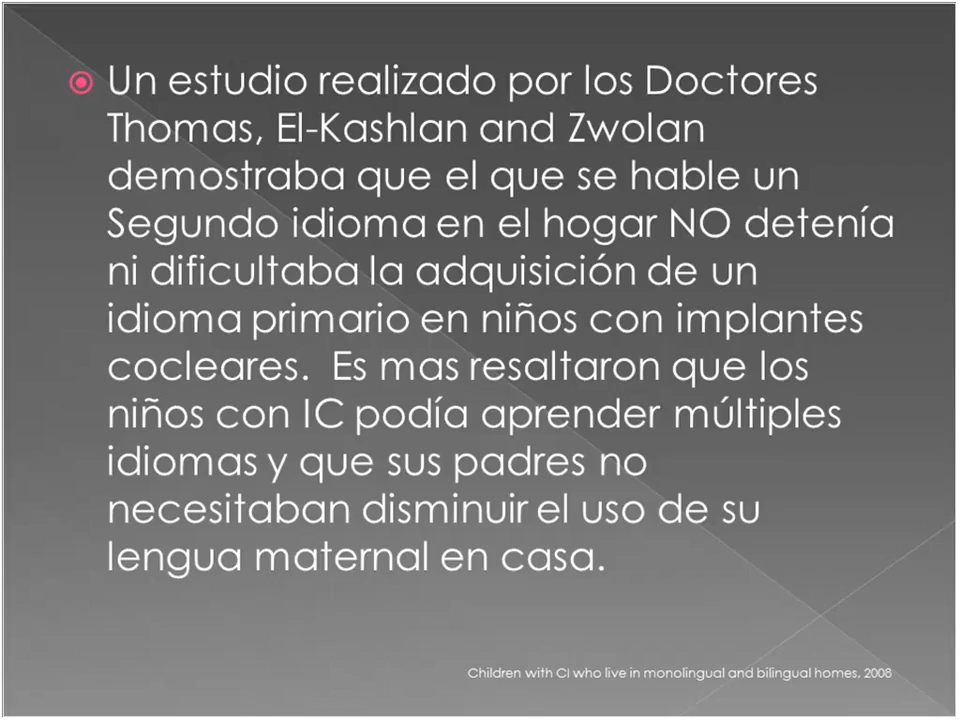 Un estudio realizado por los Doctores
Thomas, El-Kashlan and Zwolan
demostraba que el que se hable un
Segundo idioma en el hogar NO detenía
ni dificultaba la adquisición de un
idioma primario en niños con implantes
cocleares.  Es mas resaltaron que los
niños con IC podía aprender múltiples
idiomas y que sus padres no
necesitaban disminuir el uso de su
lengua maternal en casa.
Children with CI who live in monolingual and bilingual homes, 2008